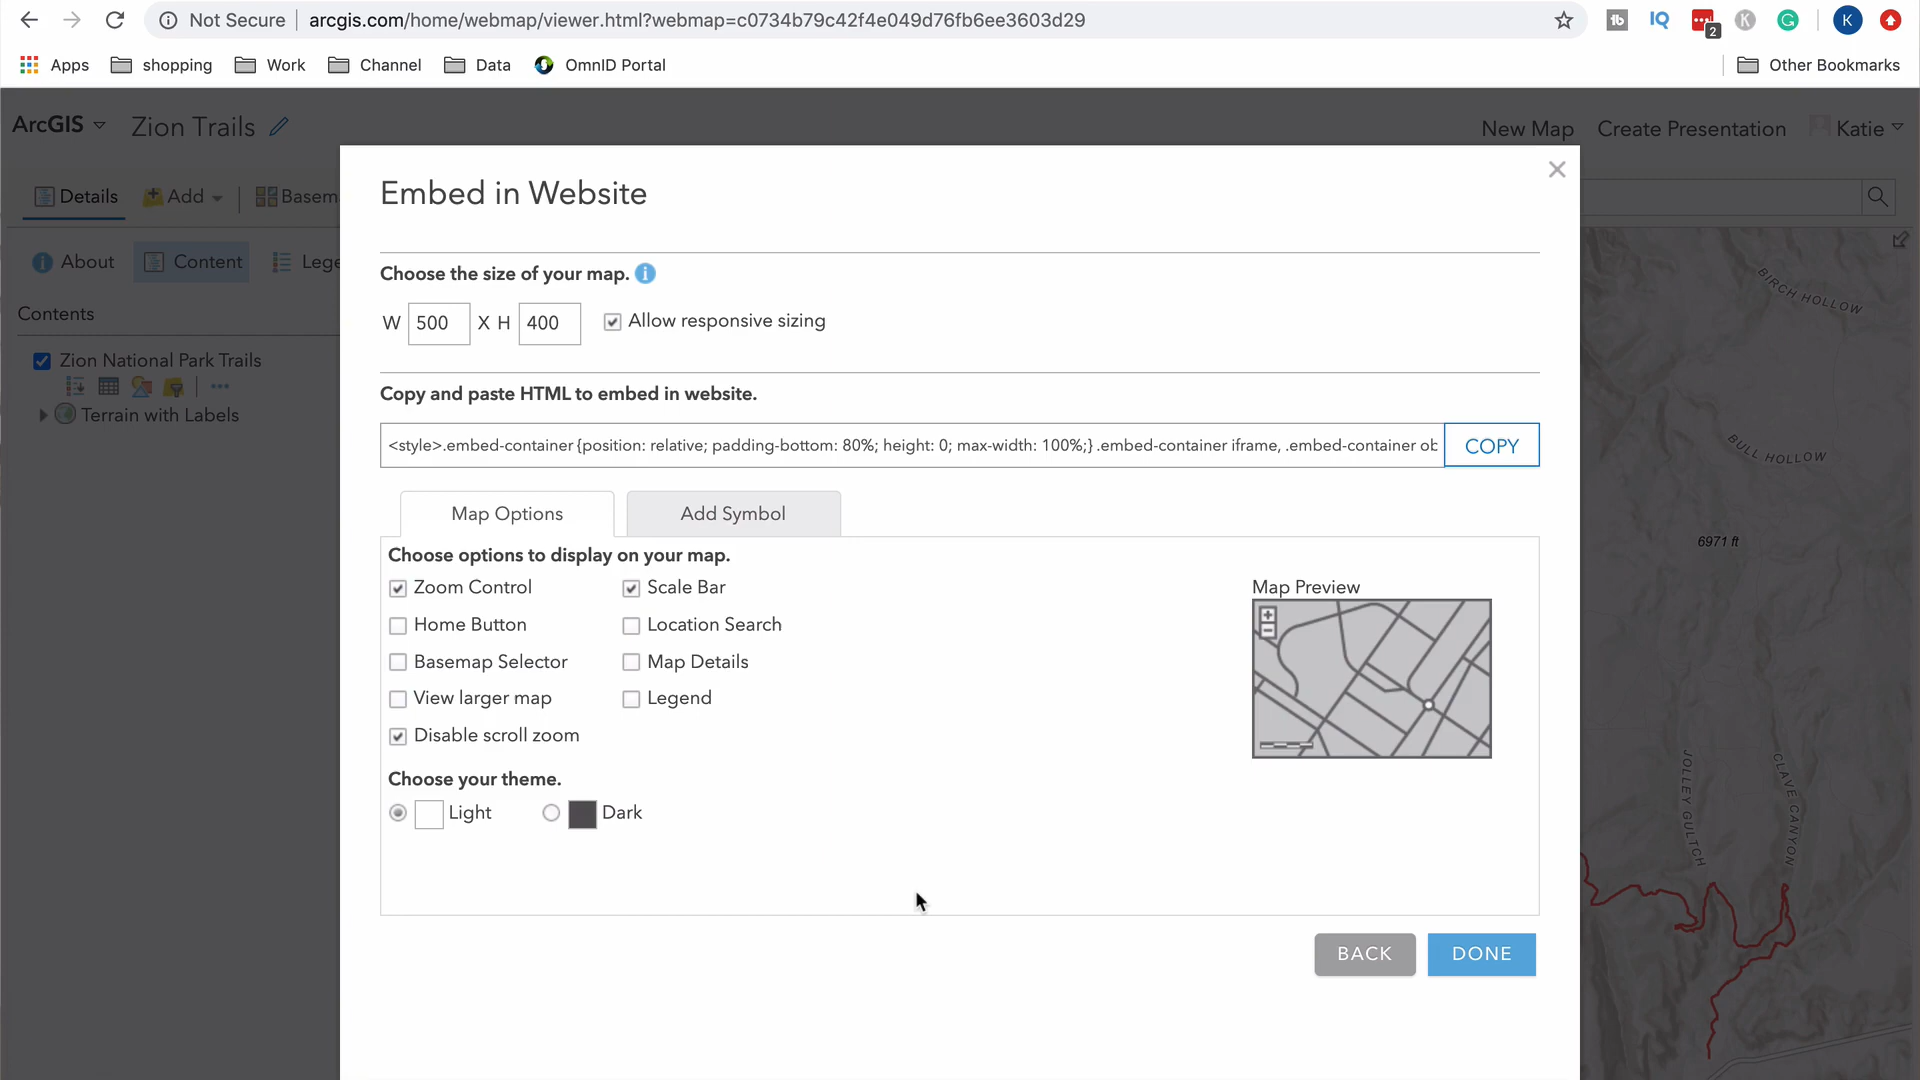 Not Secure arcgis.com/home/webmap/viewer.html?webmap=c0734b79c42f4e049d76fb6ee3603d29
tb IQ 2 K G K
Apps shopping Work Channel Data OmnID Portal Other Bookmarks
ArcGIS Zion Trails New Map Create Presentation Katie
Details Add Basem
About Content Lege
Contents
Zion National Park Trails
Terrain with Labels
Embed in Website
Choose the size of your map.
W 500 X H 400 Allow responsive sizing
Copy and paste HTML to embed in website.
<style>.embed-container {position: relative; padding-bottom: 80%; height: 0; max-width: 100%;} .embed-container iframe, .embed-container ob
COPY
Map Options Add Symbol
Choose options to display on your map.
Zoom Control Scale Bar
Home Button Location Search
Basemap Selector Map Details
View larger map Legend
Disable scroll zoom
Map Preview
Choose your theme.
Light Dark
BACK DONE
BIRCH HOLLOW
BULL HOLLOW
6971 ft
JOLLEY GULTCH
CLAVE CANYON